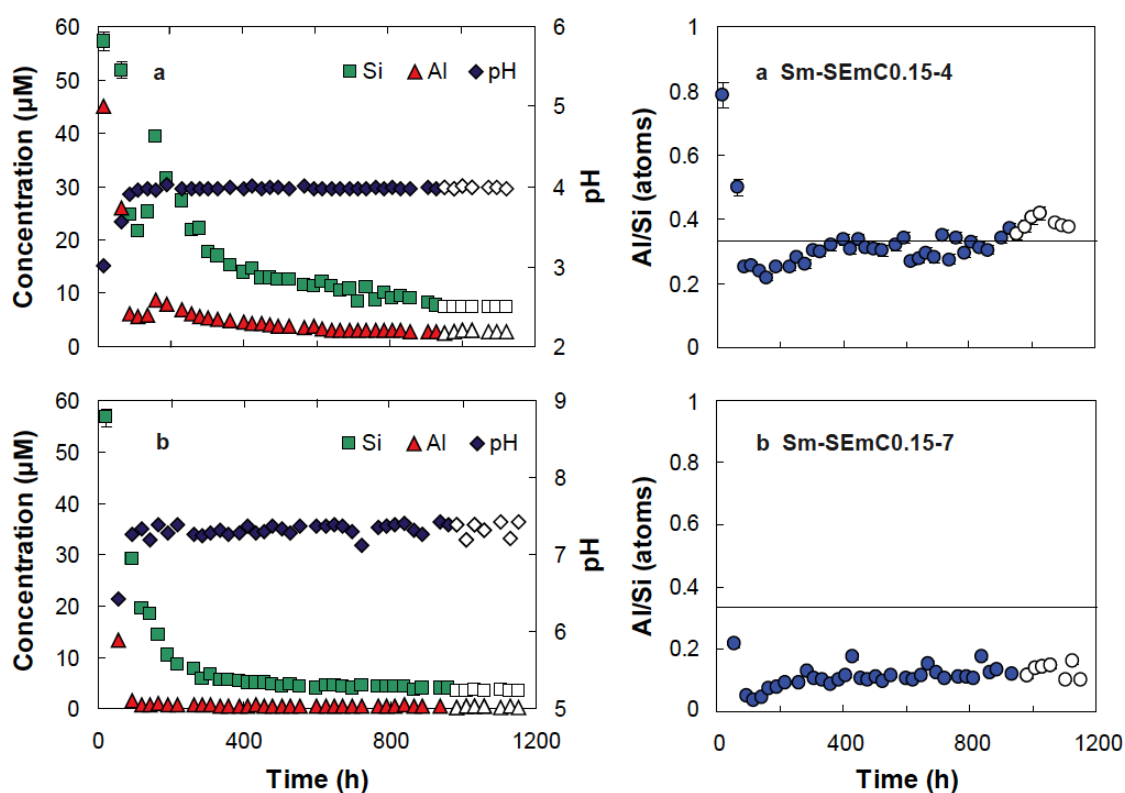 60
50
40
30
20
10
0
Concentration (µM)
a
Si
Al
pH
6
5
4
3
2
pH
1
0.8
0.6
0.4
0.2
0
Al/Si (atoms)
a Sm-SEmC0.15-4
60
50
40
30
20
10
0
Concentration (µM)
b
Si
Al
pH
9
8
7
6
5
pH
0 400 800 1200
Time (h)
1
0.8
0.6
0.4
0.2
0
Al/Si (atoms)
b Sm-SEmC0.15-7
0 400 800 1200
Time (h)